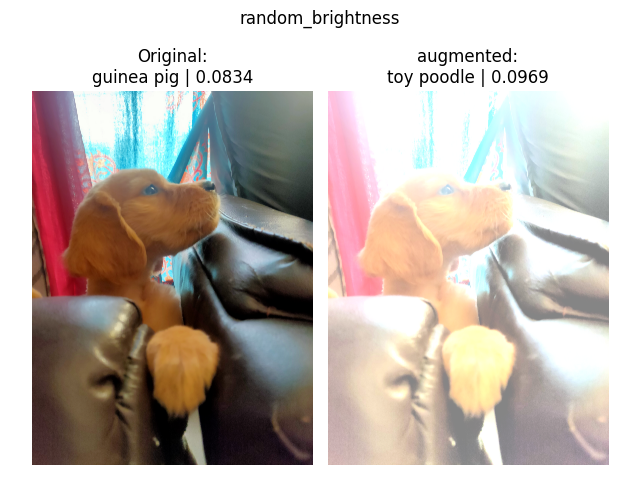 random_brightness
Original:
guinea pig | 0.0834
augmented:
toy poodle | 0.0969